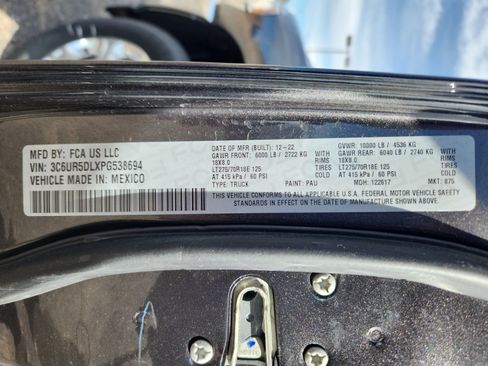 MFD BY: FCA US LLC
VIN: 3C6UR5DLXPG538694
VEHICLE MADE IN: MEXICO
DATE OF MFR (BUILT): 12-22
GAWR FRONT: 6000 LB / 2722 KG WITH
18X8.0 RIMS
LT275/70R18E 125 TIRES
AT 415 kPa / 60 PSI
TYPE: TRUCK PAINT: PAU
GVWR: 10000 LB / 4536 KG
GAWR REAR: 6040 LB / 2740 KG WITH
18X8.0 RIMS
LT275/70R18E 125 TIRES
AT 415 kPa / 60 PSI
MDH: 122617 MKT: 875
THIS VEHICLE CONFORMS TO ALL APPLICABLE U.S.A. FEDERAL MOTOR VEHICLE SAFETY
STANDARDS IN EFFECT ON THE DATE OF MANUFACTURE SHOWN ABOVE.